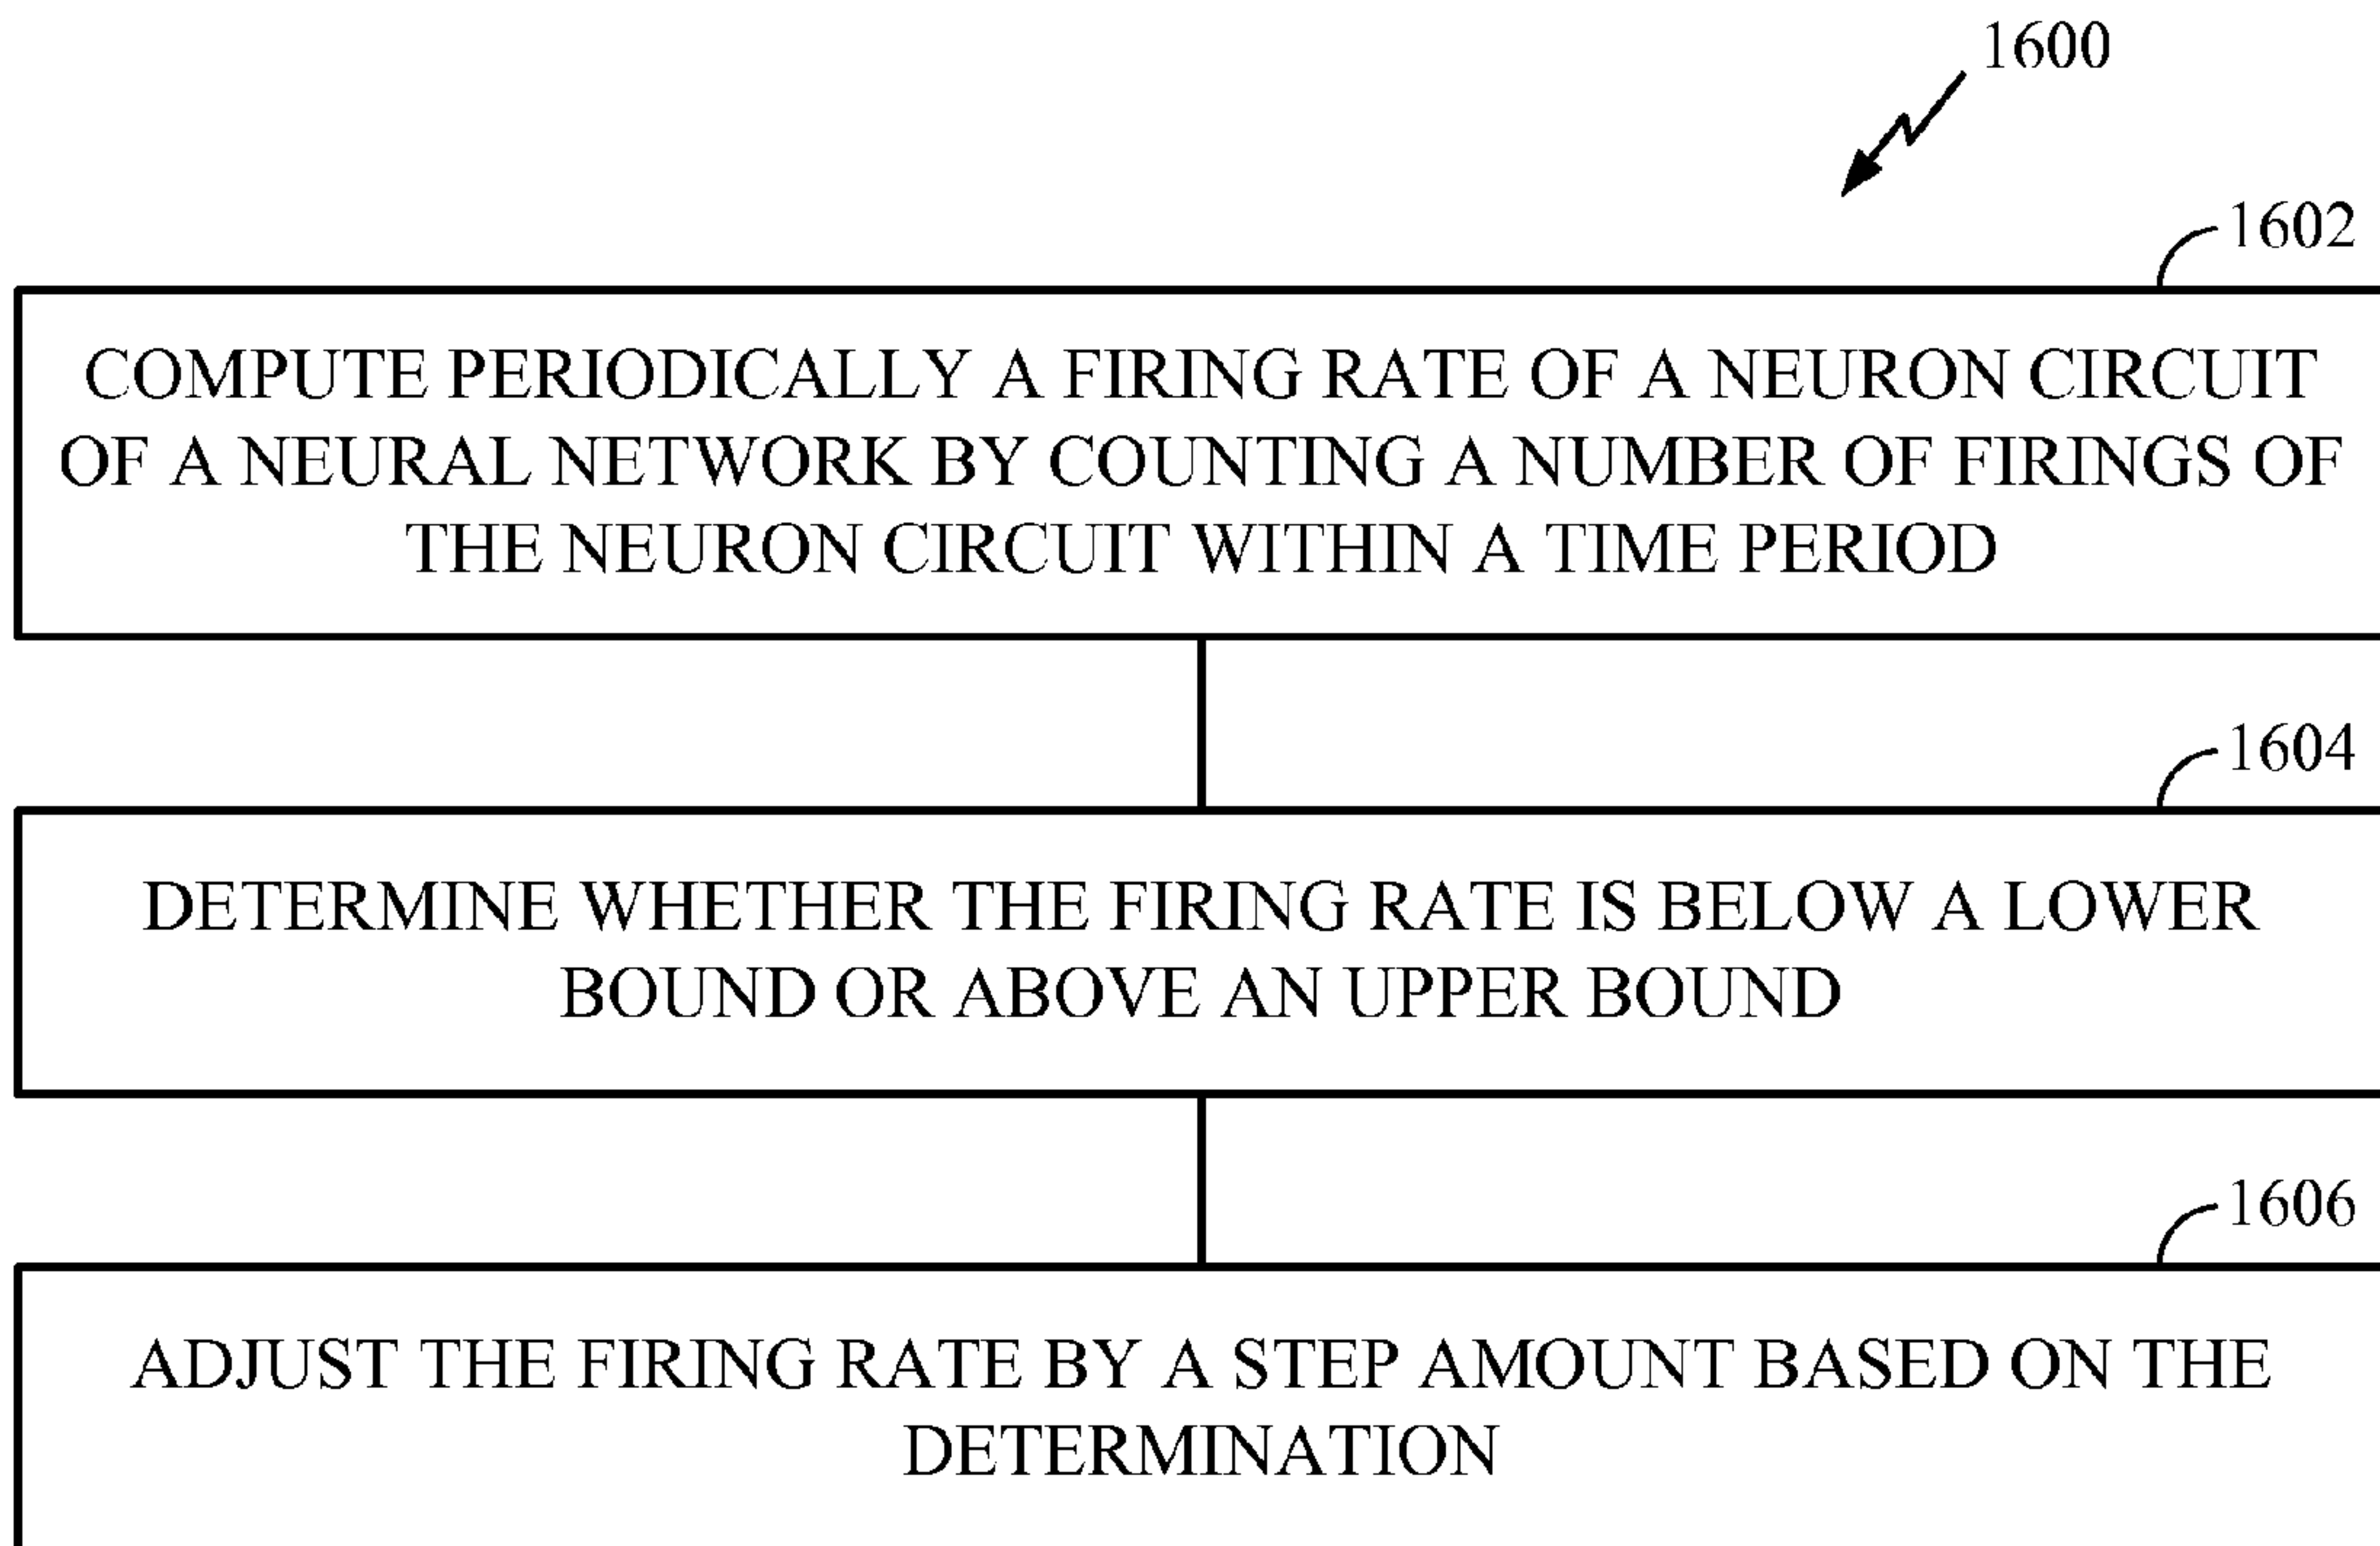 1600
1602
COMPUTE PERIODICALLY A FIRING RATE OF A NEURON CIRCUIT
OF A NEURAL NETWORK BY COUNTING A NUMBER OF FIRINGS OF
THE NEURON CIRCUIT WITHIN A TIME PERIOD
1604
DETERMINE WHETHER THE FIRING RATE IS BELOW A LOWER
BOUND OR ABOVE AN UPPER BOUND
1606
ADJUST THE FIRING RATE BY A STEP AMOUNT BASED ON THE
DETERMINATION